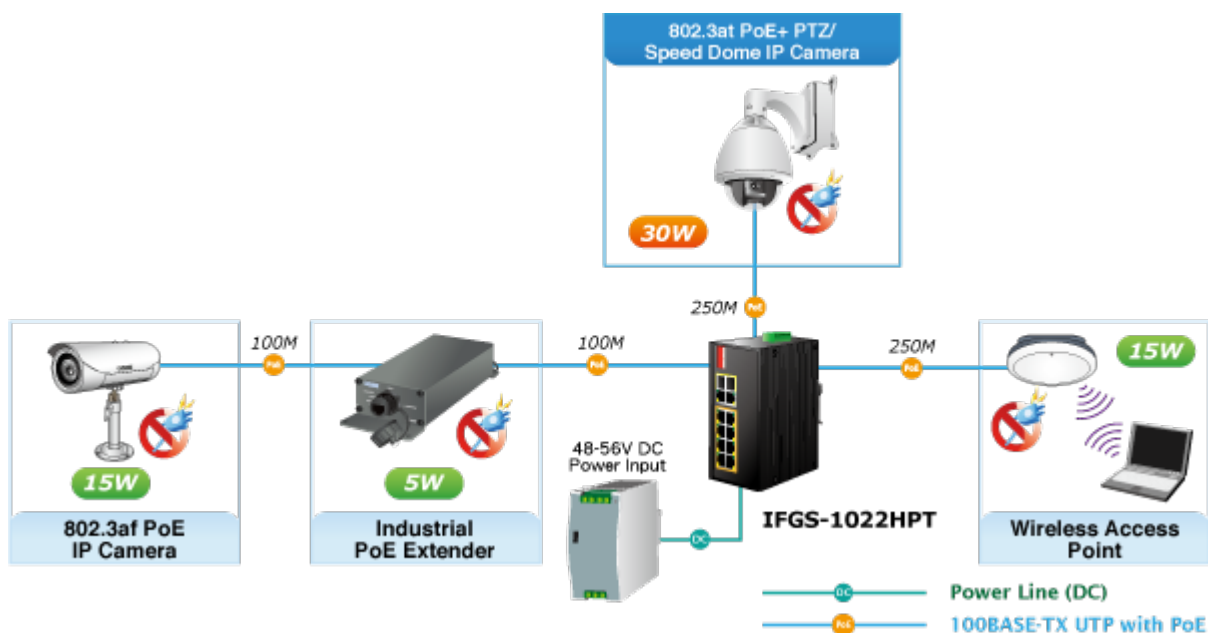 802.3at PoE+ PTZ/
Speed Dome IP Camera
30W
250M
PoE
100M
PoE
100M
PoE
250M
PoE
15W
15W
5W
48-56V DC
Power Input
802.3af PoE
IP Camera
Industrial
PoE Extender
IFGS-1022HPT
Wireless Access
Point
DC
DC
Power Line (DC)
PoE
100BASE-TX UTP with PoE